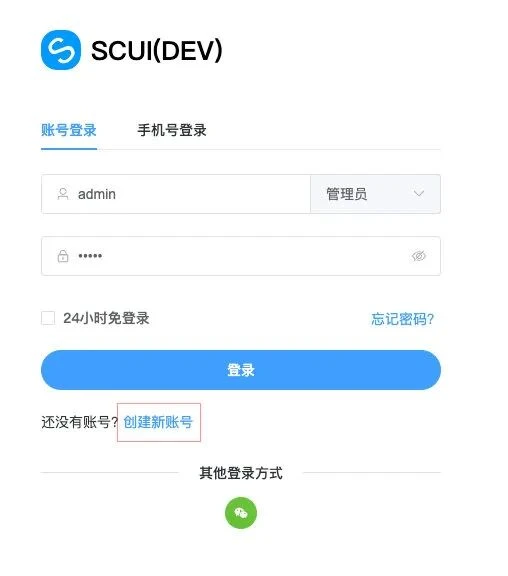 SCUI(DEV)
账号登录 手机号登录
admin 管理员
•••••
24小时免登录 忘记密码?
登录
还没有账号?创建新账号
其他登录方式